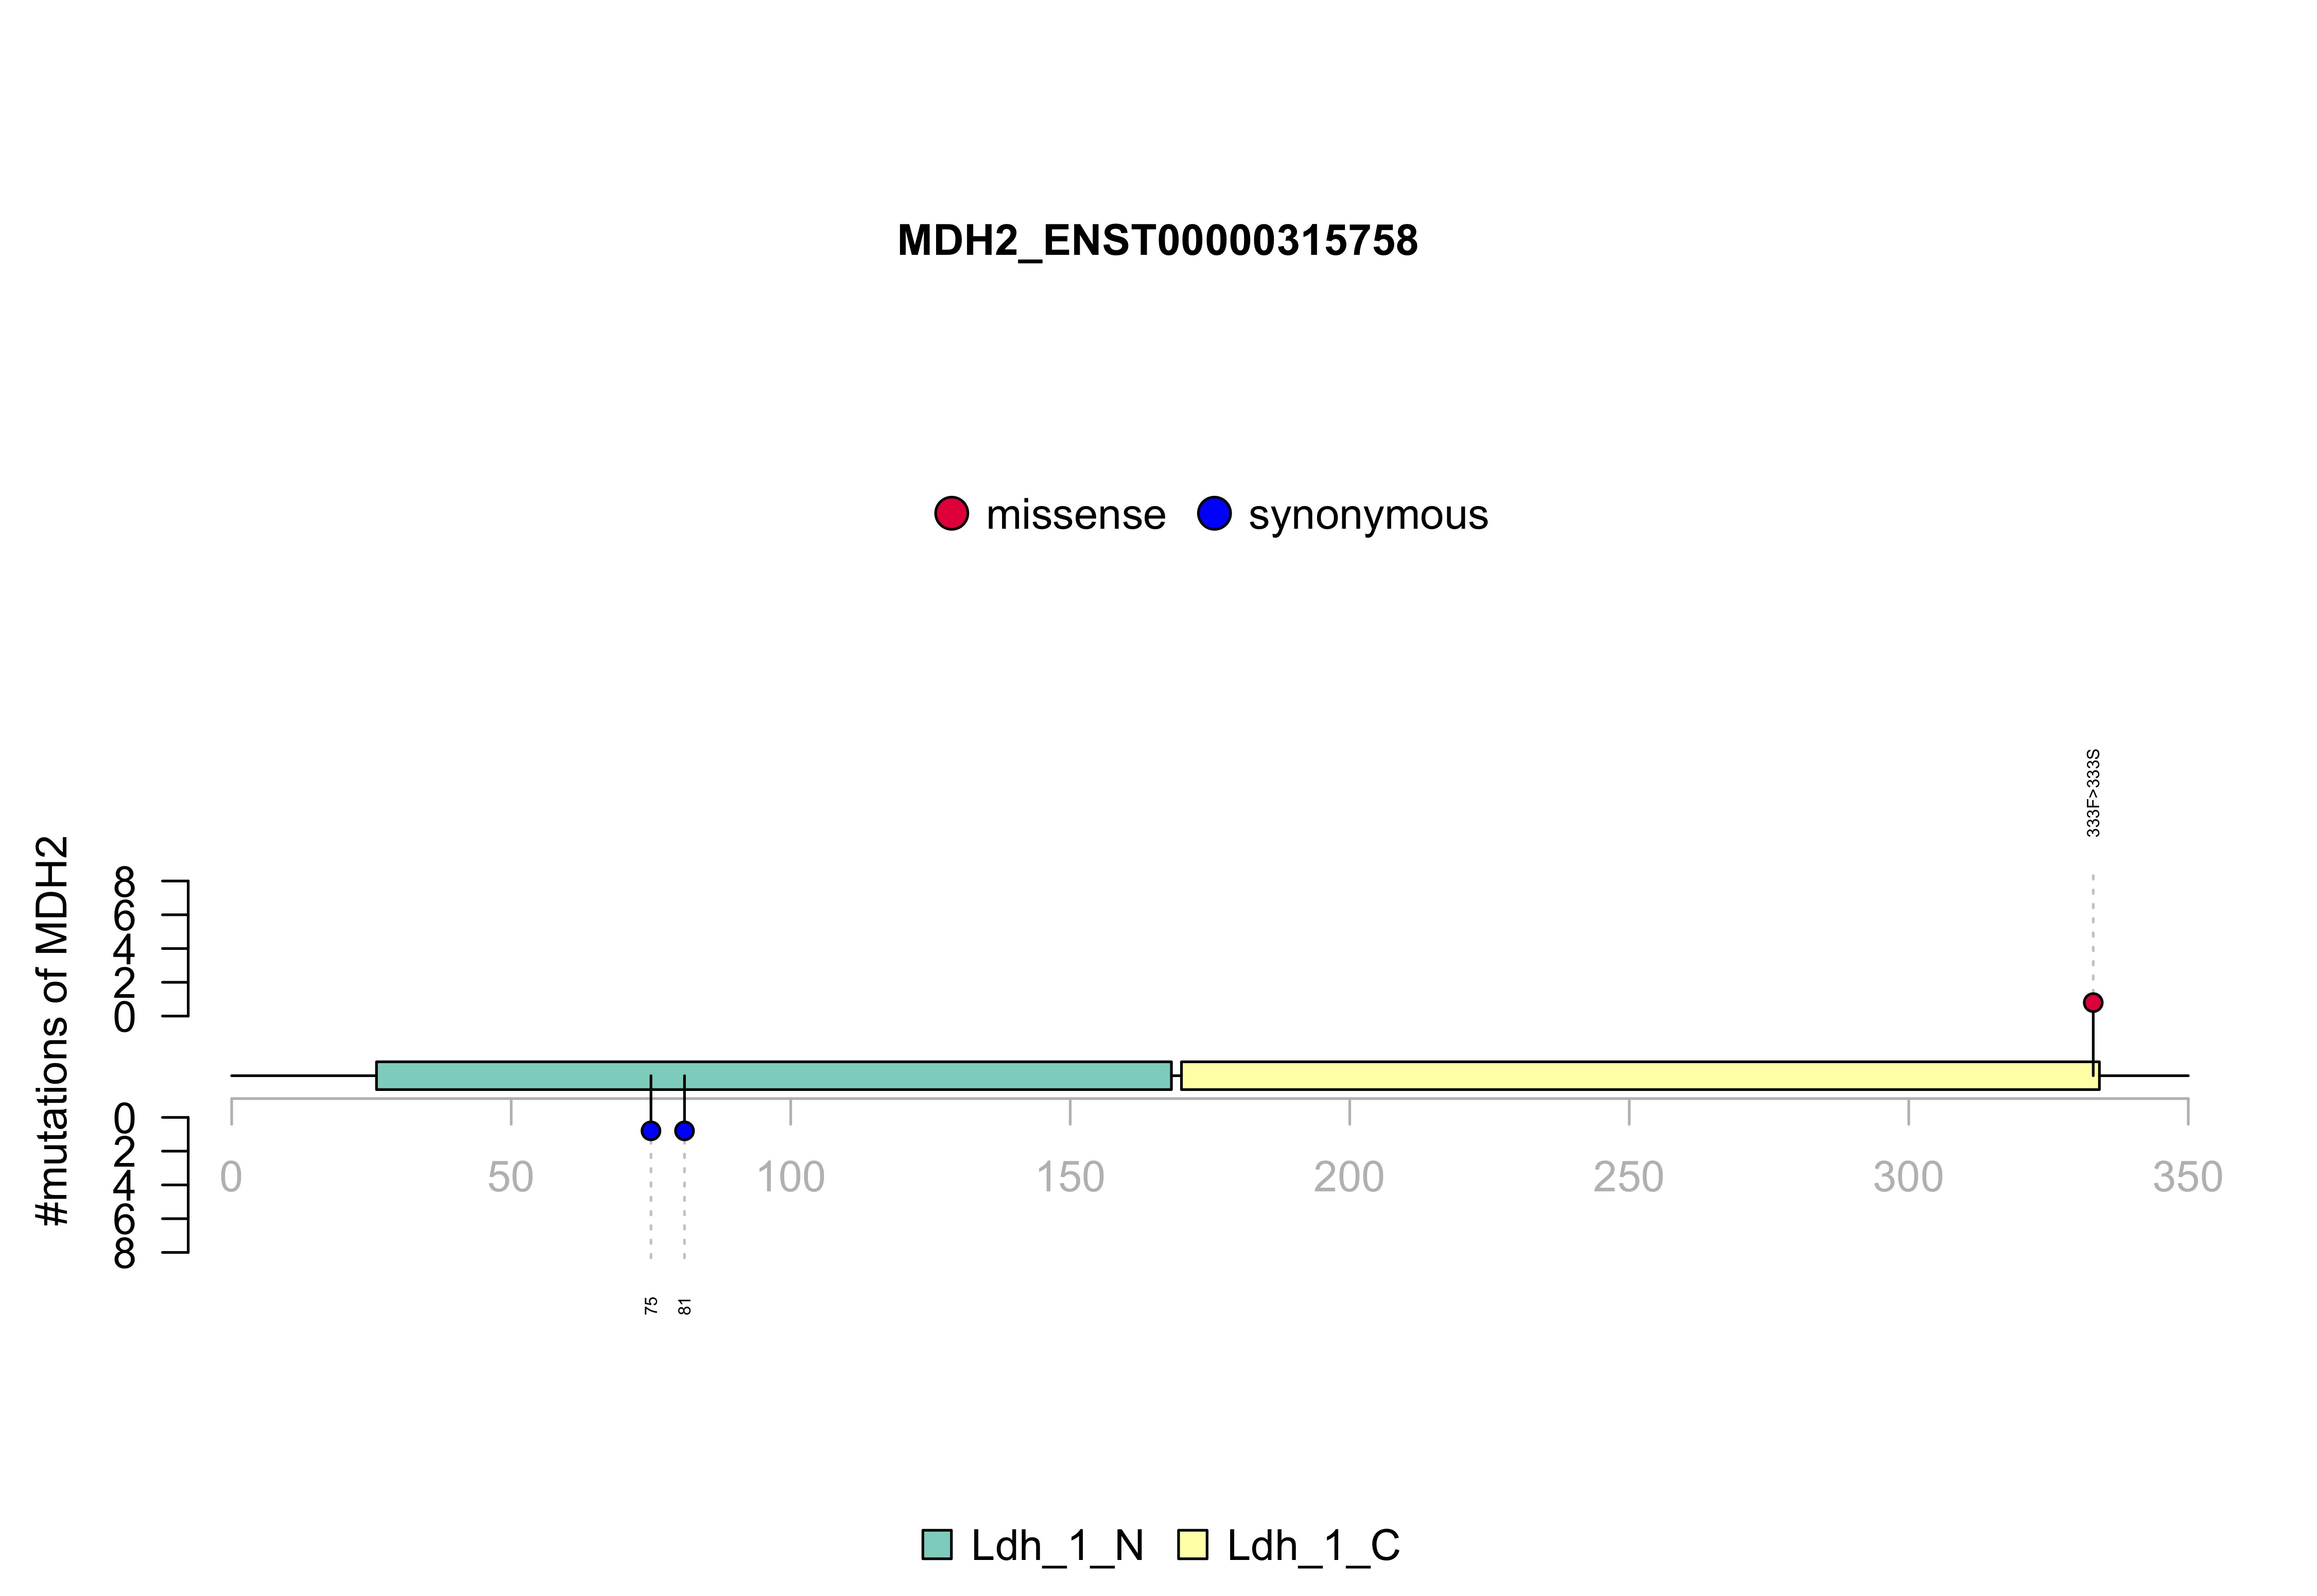 MDH2_ENST00000315758
missense synonymous
333F>333S
#mutations of MDH2
8
6
4
2
0
0
2
4
6
8
0 50 100 150 200 250 300 350
75 81
Ldh_1_N Ldh_1_C